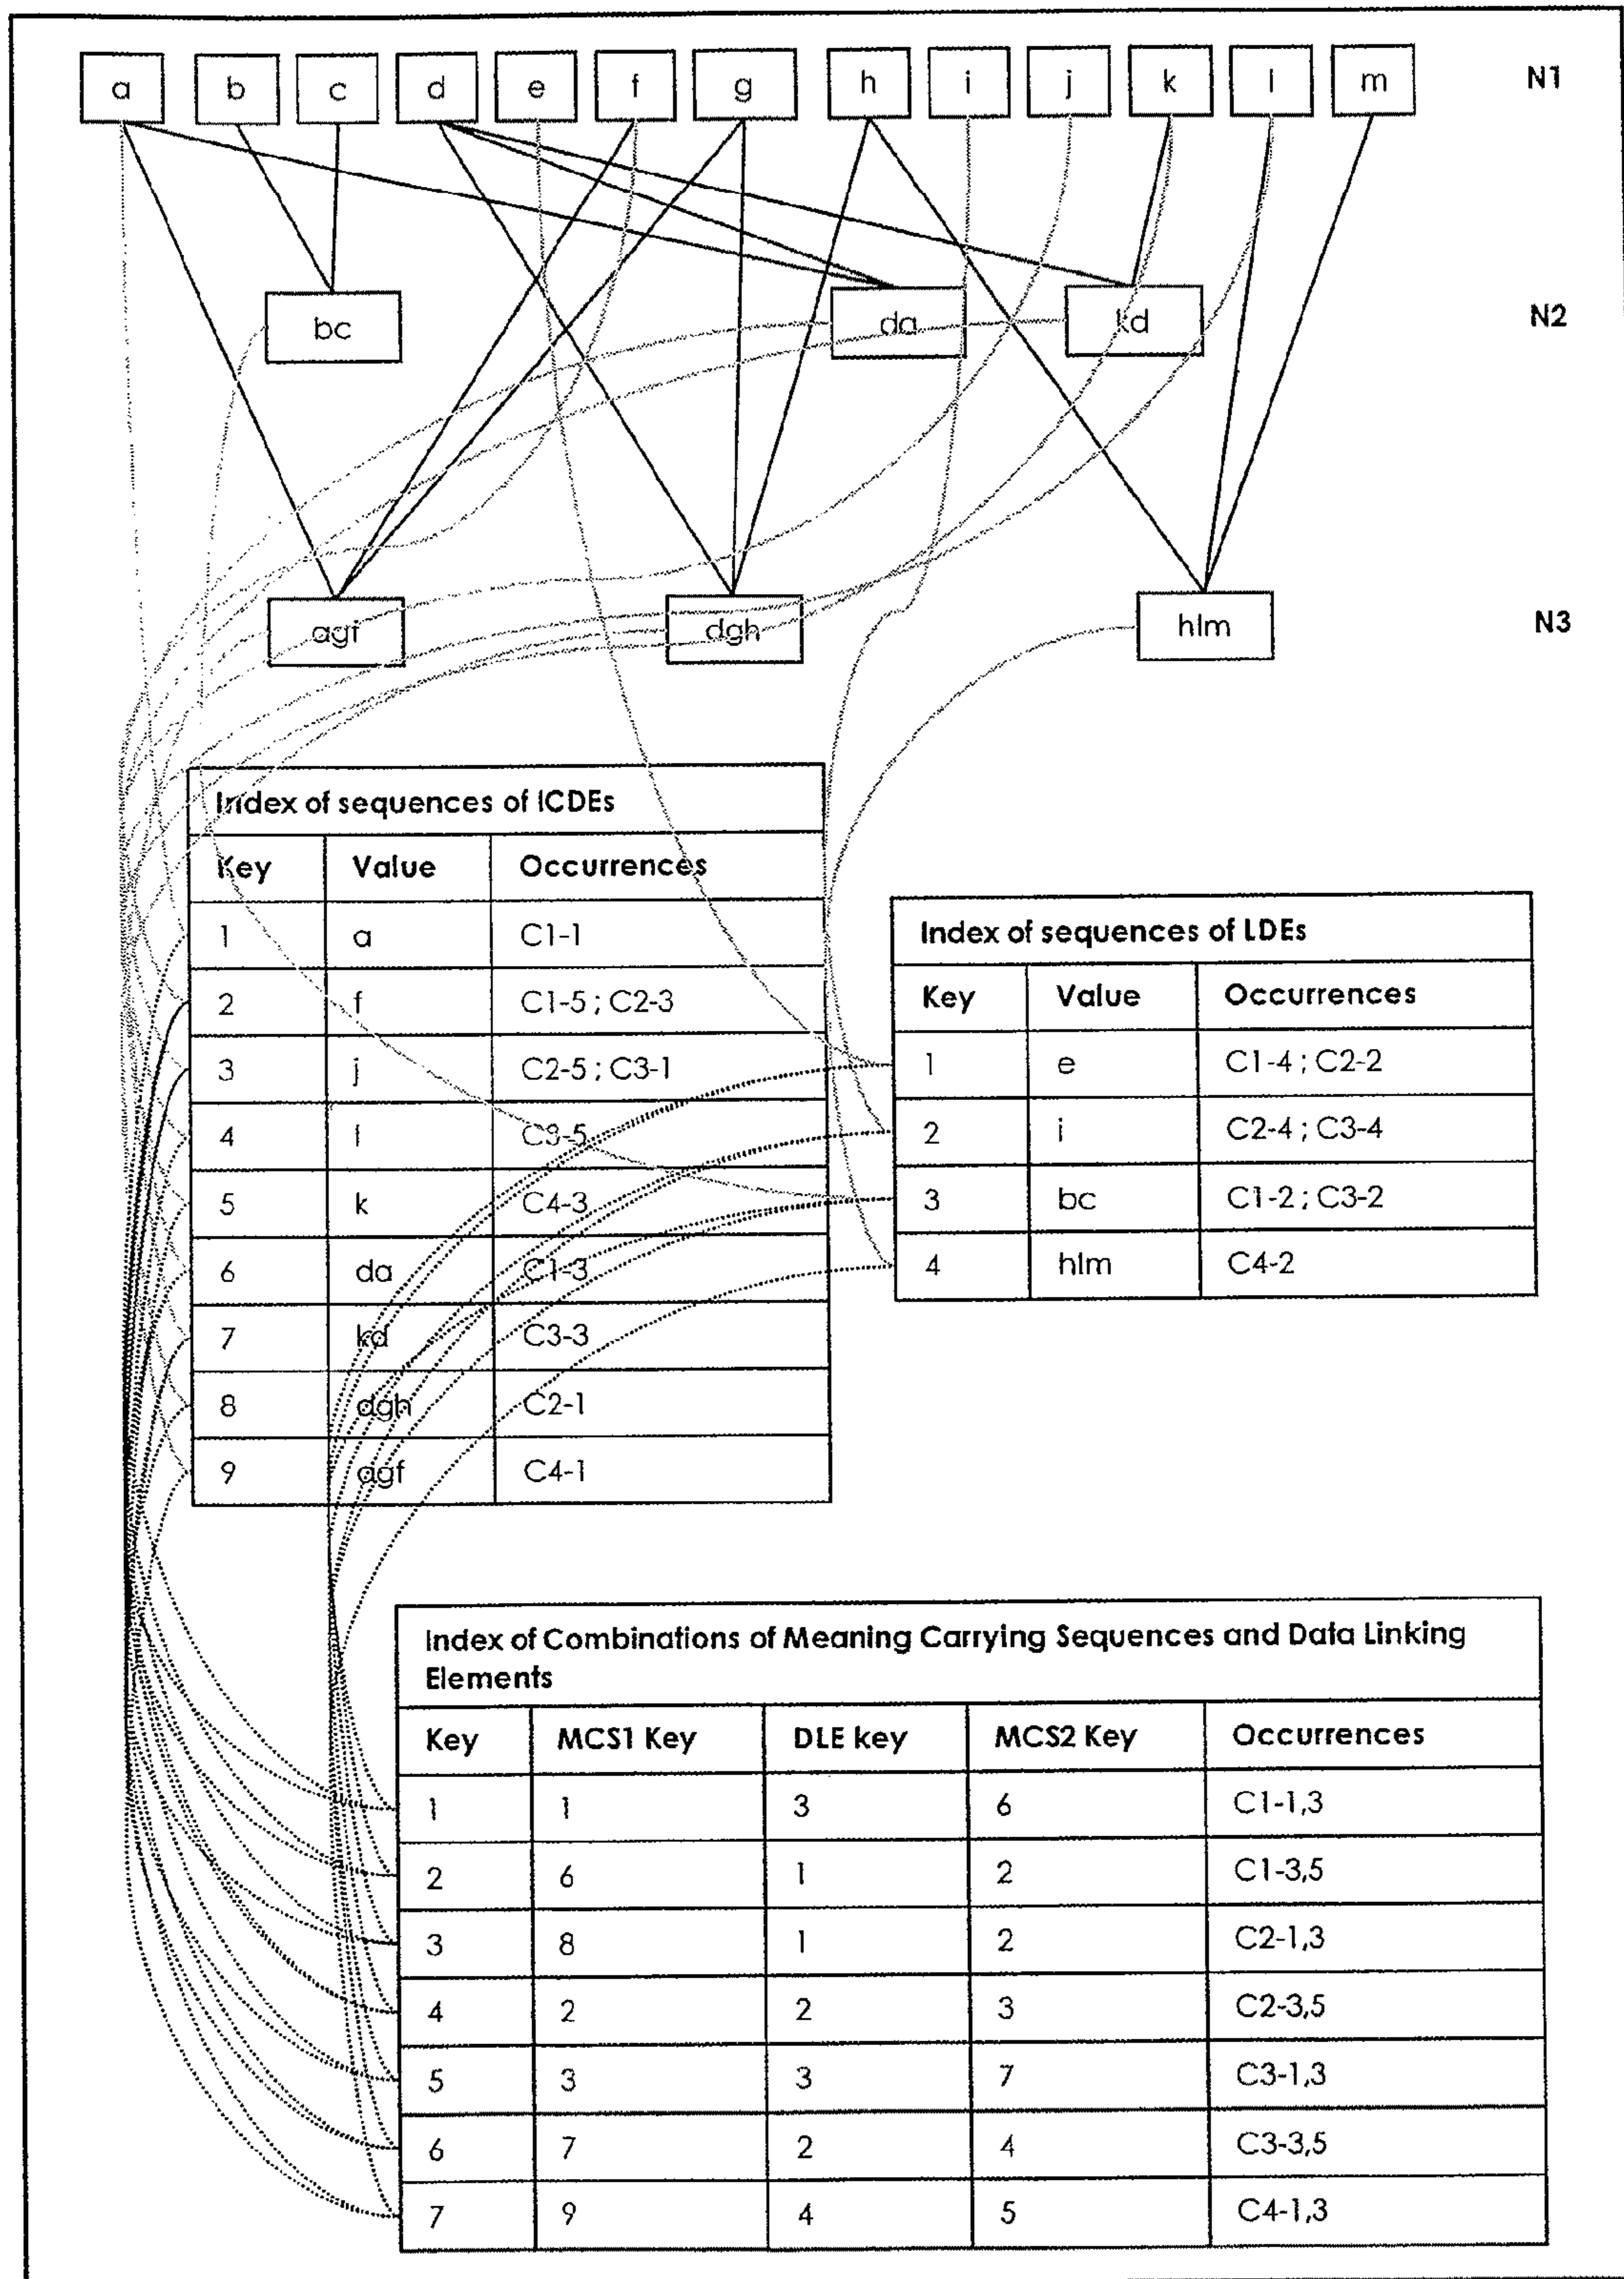 a b c d e f g h i j k l m N1
bc da kd N2
agf dgh hlm N3
Index of sequences of ICDEs
Key Value Occurrences
1 a C1-1
2 f C1-5 ; C2-3
3 j C2-5 ; C3-1
4 l C3-5
5 k C4-3
6 da C1-3
7 kd C3-3
8 dgh C2-1
9 agf C4-1
Index of sequences of LDEs
Key Value Occurrences
1 e C1-4 ; C2-2
2 i C2-4 ; C3-4
3 bc C1-2 ; C3-2
4 hlm C4-2
Index of Combinations of Meaning Carrying Sequences and Data Linking
Elements
Key MCS1 Key DLE key MCS2 Key Occurrences
1 1 3 6 C1-1,3
2 6 1 2 C1-3,5
3 8 1 2 C2-1,3
4 2 2 3 C2-3,5
5 3 3 7 C3-1,3
6 7 2 4 C3-3,5
7 9 4 5 C4-1,3